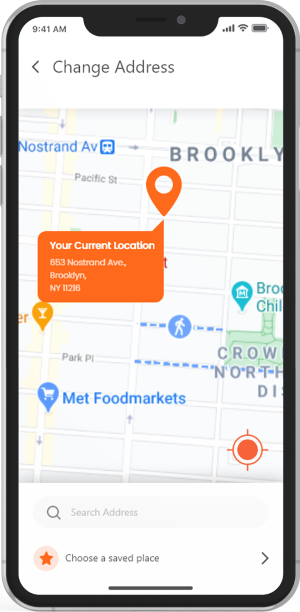 9:41 AM
Change Address
Nostrand Av
BROOKLY
Pacific St
Your Current Location
653 Nostrand Ave.,
Brooklyn,
NY 11216
t
Bro
Chil
er
CROW
Park Pl
NORTH
DIS
Met Foodmarkets
Search Address
Choose a saved place